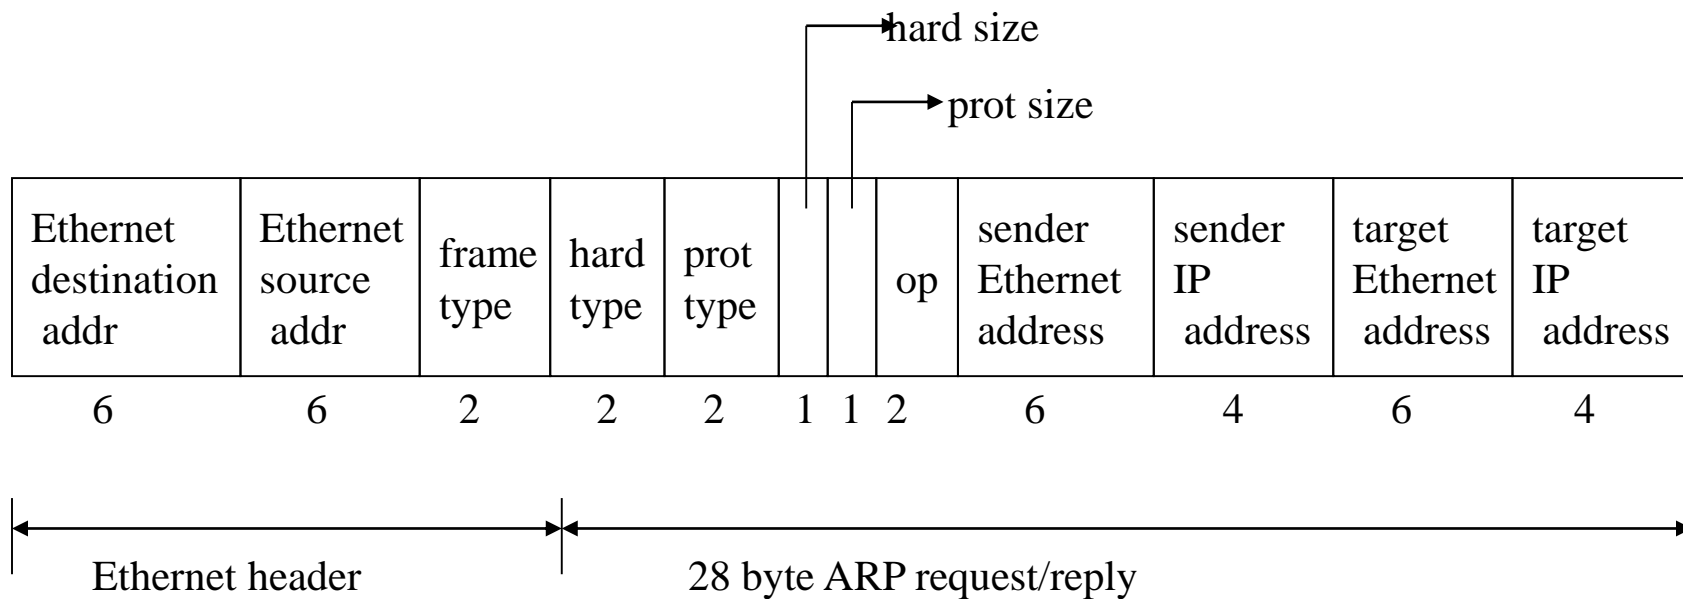 hard size
prot size
Ethernet
destination
addr
Ethernet
source
addr
frame
type
hard
type
prot
type
op
sender
Ethernet
address
sender
IP
address
target
Ethernet
address
target
IP
address
6 6 2 2 2 1 1 2 6 4 6 4
Ethernet header
28 byte ARP request/reply